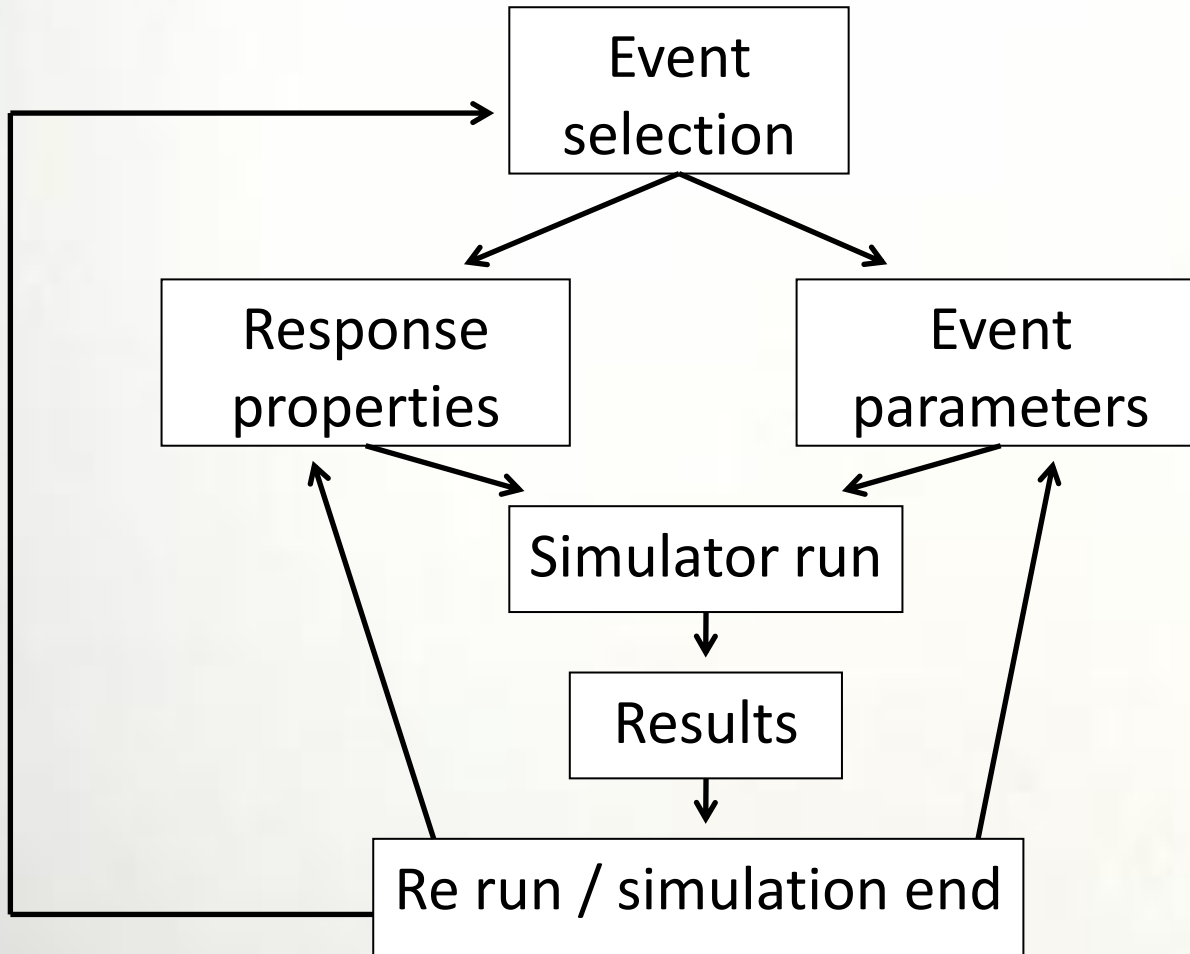 Event
selection
Response
properties
Event
parameters
Simulator run
Results
Re run / simulation end